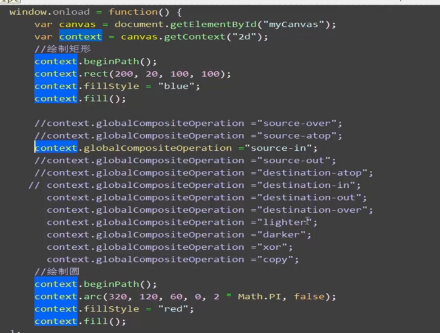 window.onload = function() {
var canvas = document.getElementById("myCanvas");
var context = canvas.getContext("2d");
//绘制矩形
context.beginPath();
context.rect(200, 20, 100, 100);
context.fillStyle = "blue";
context.fill();
//context.globalCompositeOperation ="source-over";
//context.globalCompositeOperation ="source-atop";
context.globalCompositeOperation ="source-in";
//context.globalCompositeOperation ="source-out";
//context.globalCompositeOperation ="destination-atop";
// context.globalCompositeOperation ="destination-in";
context.globalCompositeOperation ="destination-out";
context.globalCompositeOperation ="destination-over";
context.globalCompositeOperation ="lighter";
context.globalCompositeOperation ="darker";
context.globalCompositeOperation ="xor";
context.globalCompositeOperation ="copy";
//绘制圆
context.beginPath();
context.arc(320, 120, 60, 0, 2 * Math.PI, false);
context.fillStyle = "red";
context.fill();